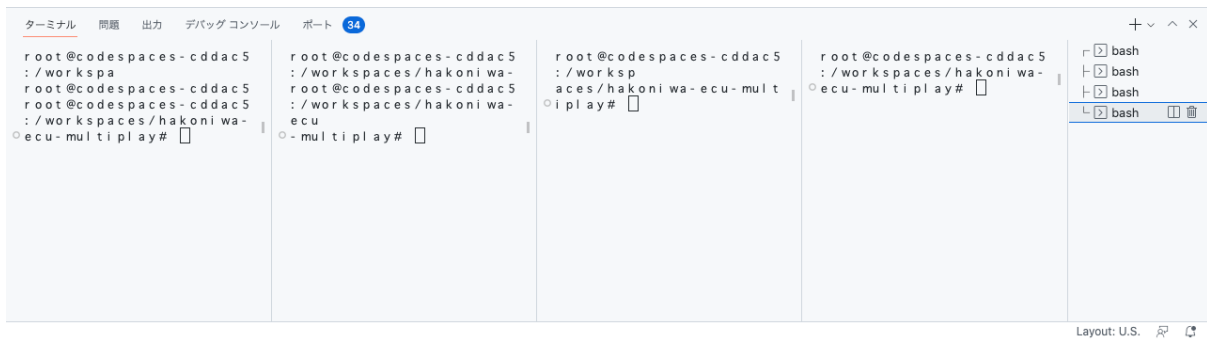 ターミナル 問題 出力 デバッグ コンソール ポート 34
root@codespaces-cddac5
:/workspa
root@codespaces-cddac5
root@codespaces-cddac5
:/workspaces/hakoniwa-
ecu-multiplay#
root@codespaces-cddac5
:/workspaces/hakoniwa-
root@codespaces-cddac5
:/workspaces/hakoniwa-
ecu
-multiplay#
root@codespaces-cddac5
:/worksp
aces/hakoniwa-ecu-mult
iplay#
root@codespaces-cddac5
:/workspaces/hakoniwa-
ecu-multiplay#
bash
bash
bash
bash
Layout: U.S.